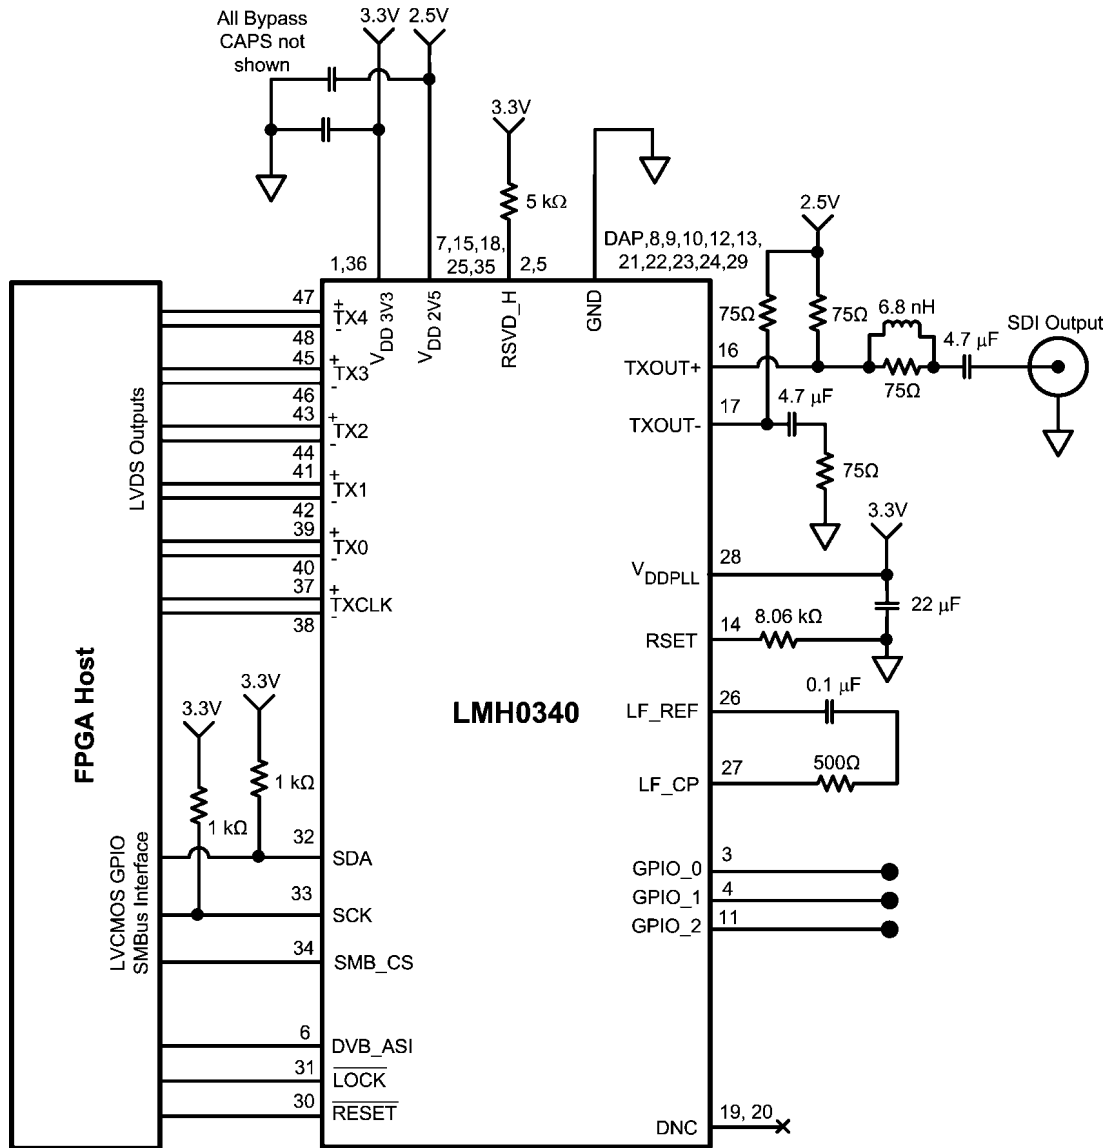 All Bypass
CAPS not
shown
3.3V
2.5V
3.3V
5 kΩ
2.5V
1,36
7,15,18,
25,35
2,5
DAP,8,9,10,12,13,
21,22,23,24,29
VDD 3V3
VDD 2V5
RSVD_H
GND
75Ω
75Ω
6.8 nH
75Ω
4.7 µF
SDI Output
16
TXOUT+
17
TXOUT-
4.7 µF
75Ω
3.3V
28
VDDPLL
22 µF
14
RSET
8.06 kΩ
26
LF_REF
0.1 µF
27
LF_CP
500Ω
3
GPIO_0
4
GPIO_1
11
GPIO_2
19, 20
DNC
LMH0340
FPGA Host
LVDS Outputs
47
+
TX4
-
48
45
+
TX3
-
46
43
+
TX2
-
44
41
+
TX1
-
42
39
+
TX0
-
40
37
+
TXCLK
-
38
3.3V
3.3V
1 kΩ
1 kΩ
LVCMOS GPIO
SMBus Interface
32
SDA
33
SCK
34
SMB_CS
6
DVB_ASI
31
LOCK
30
RESET